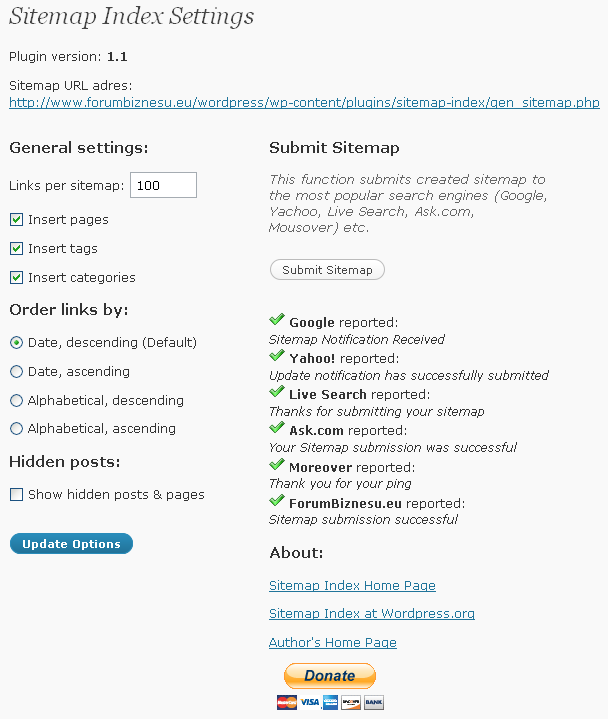 Sitemap Index Settings
Plugin version: 1.1
Sitemap URL adres:
http://www.forumbiznesu.eu/wordpress/wp-content/plugins/sitemap-index/gen_sitemap.php
General settings:
Links per sitemap: 100
Insert pages
Insert tags
Insert categories
Order links by:
Date, descending (Default)
Date, ascending
Alphabetical, descending
Alphabetical, ascending
Hidden posts:
Show hidden posts & pages
Update Options
Submit Sitemap
This function submits created sitemap to
the most popular search engines (Google,
Yachoo, Live Search, Ask.com,
Mousover) etc.
Submit Sitemap
Google reported:
Sitemap Notification Received
Yahoo! reported:
Update notification has successfully submitted
Live Search reported:
Thanks for submitting your sitemap
Ask.com reported:
Your Sitemap submission was successful
Moreover reported:
Thank you for your ping
ForumBiznesu.eu reported:
Sitemap submission successful
About:
Sitemap Index Home Page
Sitemap Index at Wordpress.org
Author's Home Page
Donate
MasterCard VISA DISCOVER BANK